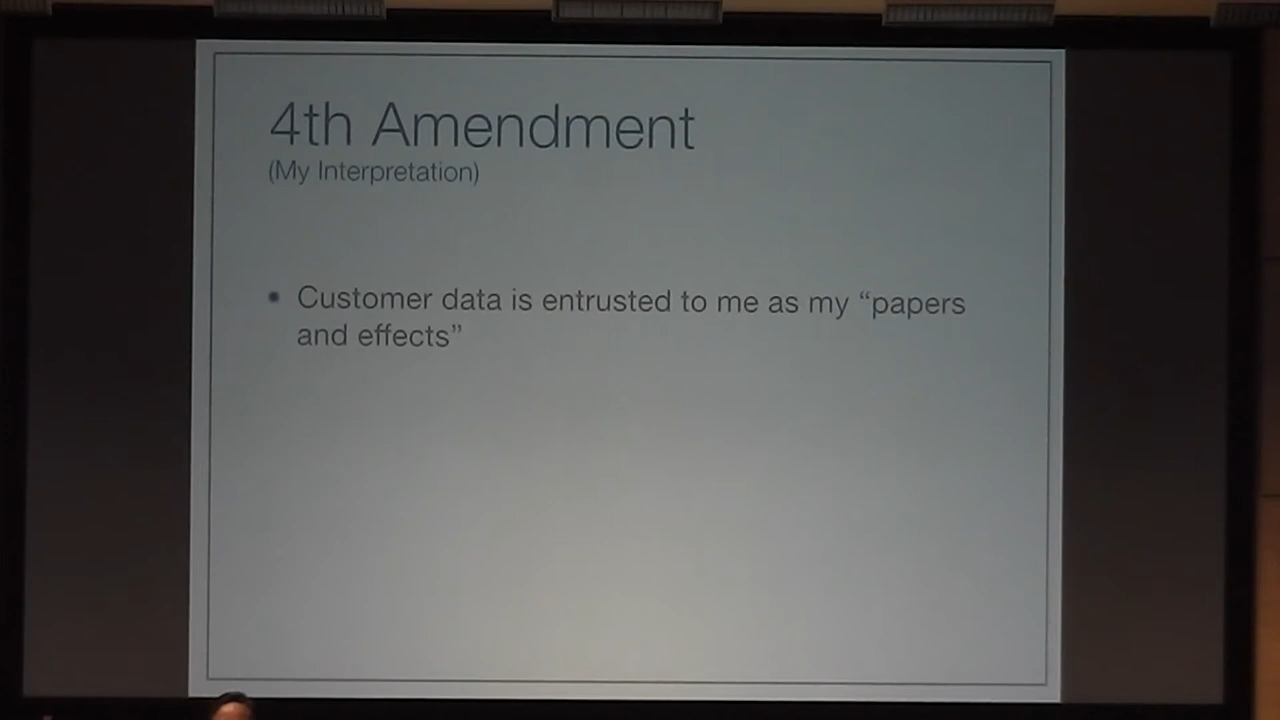 4th Amendment
(My Interpretation)
• Customer data is entrusted to me as my “papers
and effects”